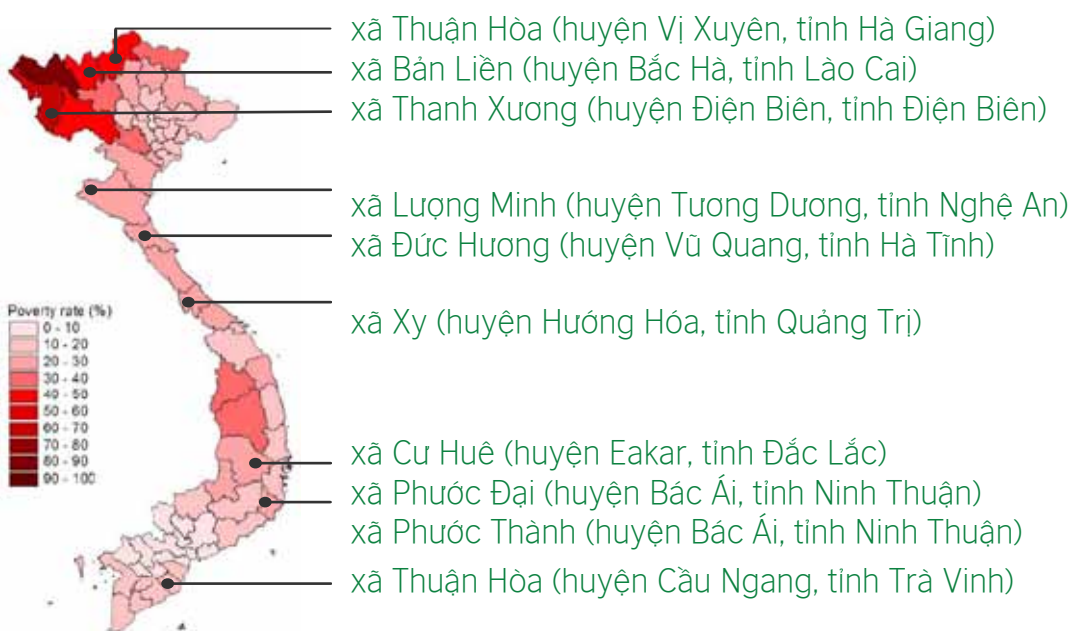 xã Thuận Hòa (huyện Vị Xuyên, tỉnh Hà Giang)
xã Bản Liền (huyện Bắc Hà, tỉnh Lào Cai)
xã Thanh Xương (huyện Điện Biên, tỉnh Điện Biên)
xã Lượng Minh (huyện Tương Dương, tỉnh Nghệ An)
xã Đức Hương (huyện Vũ Quang, tỉnh Hà Tĩnh)
xã Xy (huyện Hướng Hóa, tỉnh Quảng Trị)
Poverty rate (%)
0 - 10
10 - 20
20 - 30
30 - 40
40 - 50
50 - 60
60 - 70
70 - 80
80 - 90
90 - 100
xã Cư Huê (huyện Eakar, tỉnh Đắc Lắc)
xã Phước Đại (huyện Bác Ái, tỉnh Ninh Thuận)
xã Phước Thành (huyện Bác Ái, tỉnh Ninh Thuận)
xã Thuận Hòa (huyện Cầu Ngang, tỉnh Trà Vinh)